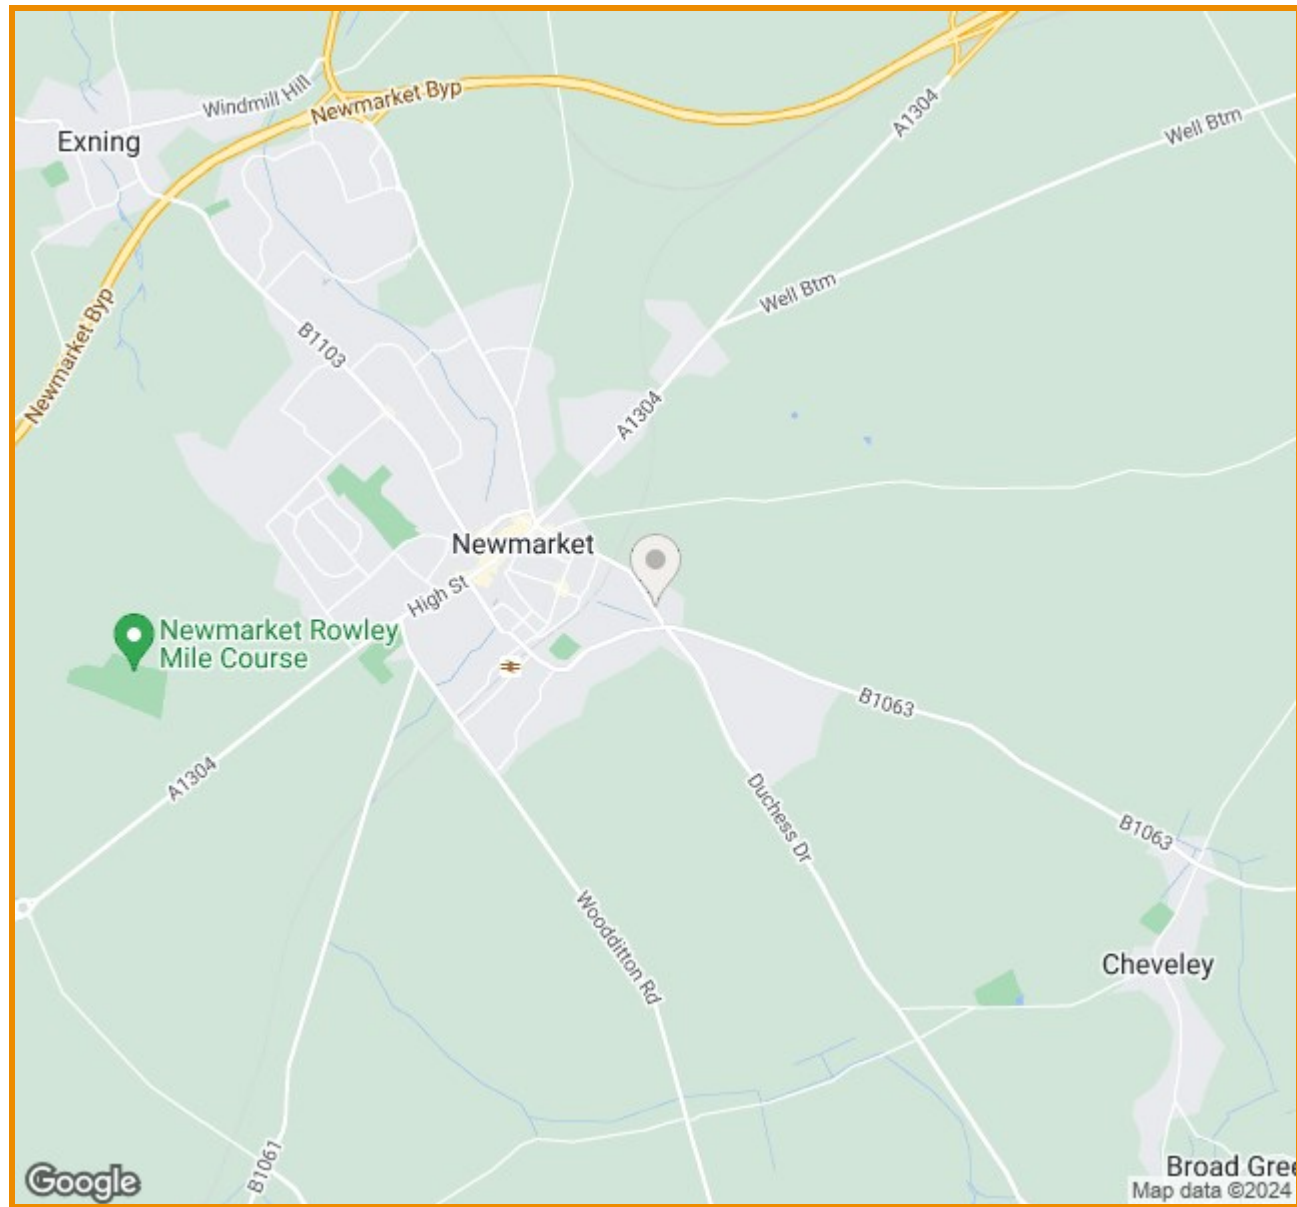 Windmill Hill
Newmarket Byp
A1304
Well Btm
Exning
Well Btm
Newmarket Byp
B1103
A1304
Newmarket
High St
Newmarket Rowley
Mile Course
B1063
A1304
Duchess Dr
B1063
Woodditton Rd
Cheveley
B1061
Broad Gree
Google
Map data ©2024